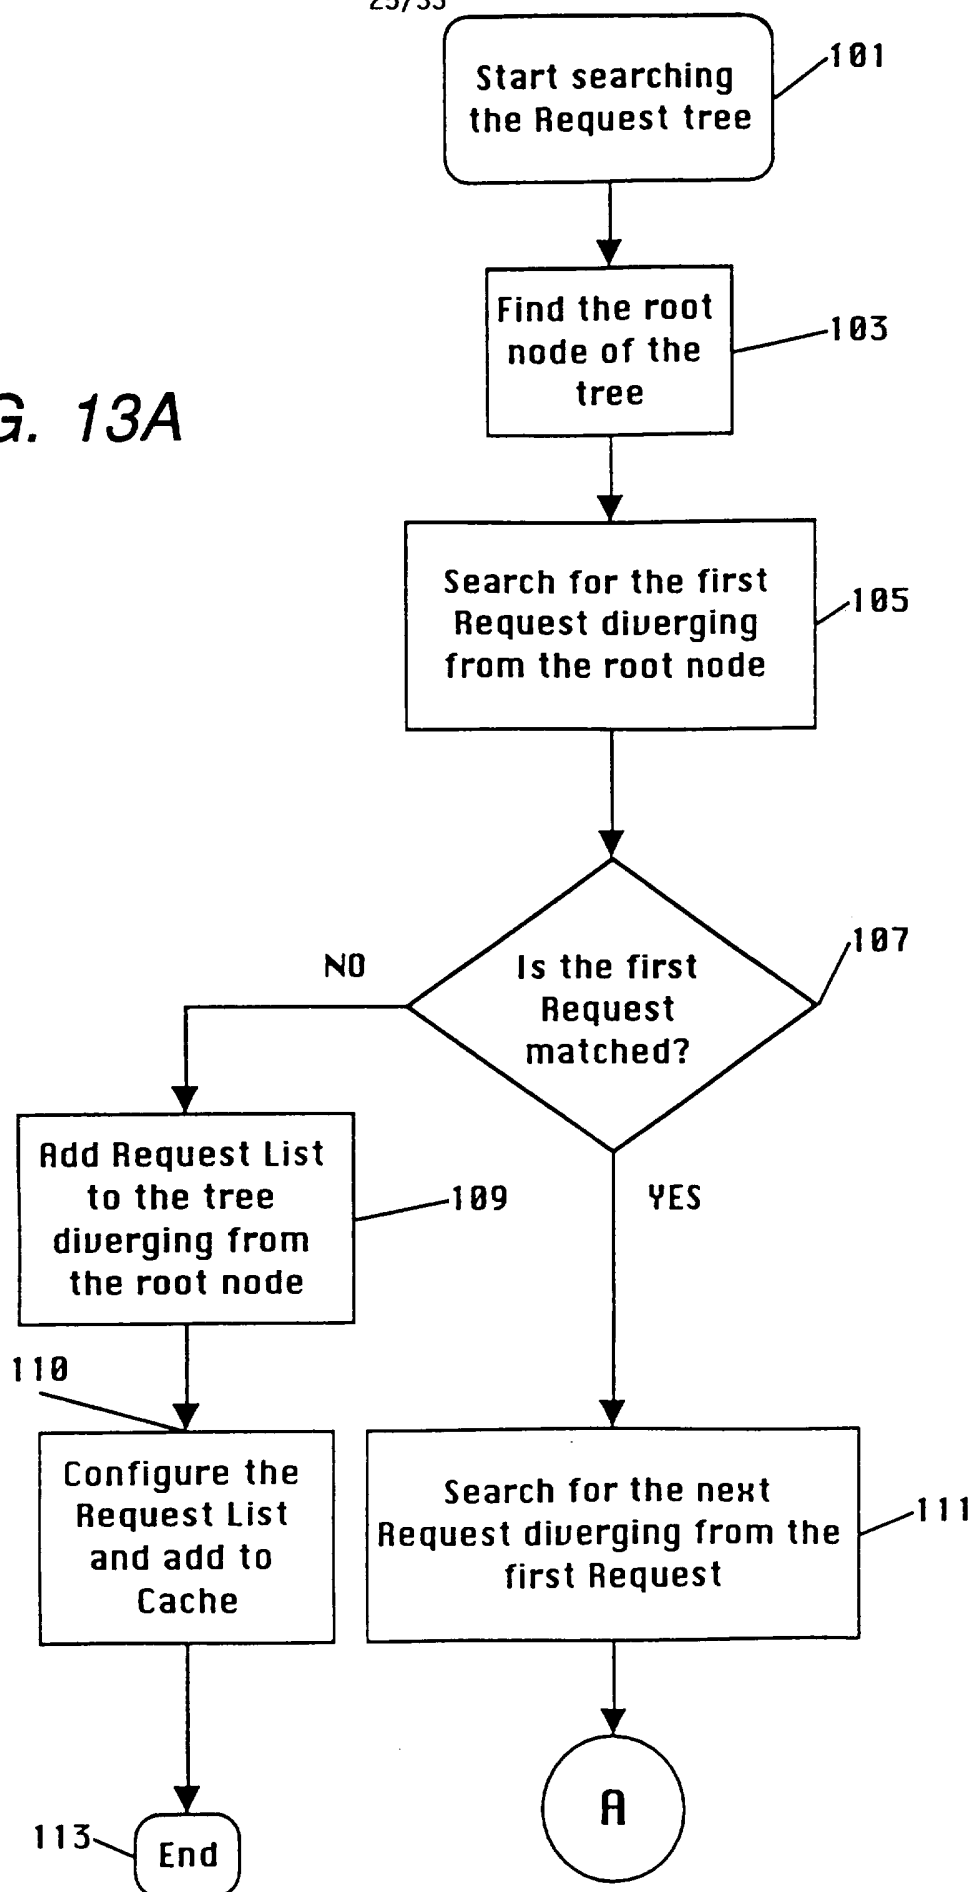 25/35
Start searching
the Request tree
101
Find the root
node of the
tree
103
G. 13A
Search for the first
Request diverging
from the root node
105
Is the first
Request
matched?
107
NO
YES
Add Request List
to the tree
diverging from
the root node
109
110
Configure the
Request List
and add to
Cache
Search for the next
Request diverging from the
first Request
111
A
113
End